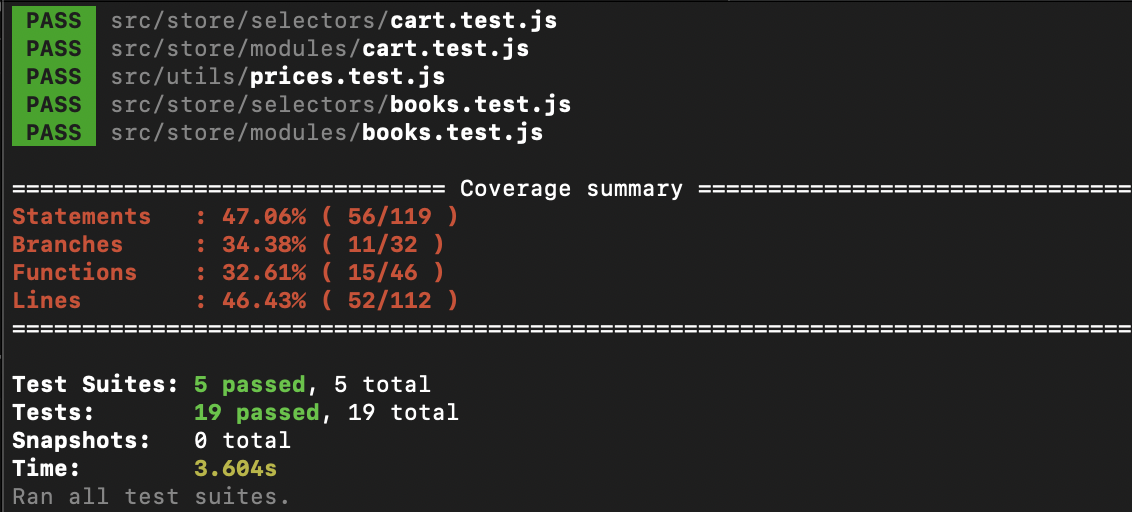 PASS src/store/selectors/cart.test.js
PASS src/store/modules/cart.test.js
PASS src/utils/prices.test.js
PASS src/store/selectors/books.test.js
PASS src/store/modules/books.test.js
=============================== Coverage summary ===============================
Statements   : 47.06% ( 56/119 )
Branches     : 34.38% ( 11/32 )
Functions    : 32.61% ( 15/46 )
Lines        : 46.43% ( 52/112 )
================================================================================
Test Suites: 5 passed, 5 total
Tests:       19 passed, 19 total
Snapshots:   0 total
Time:        3.604s
Ran all test suites.